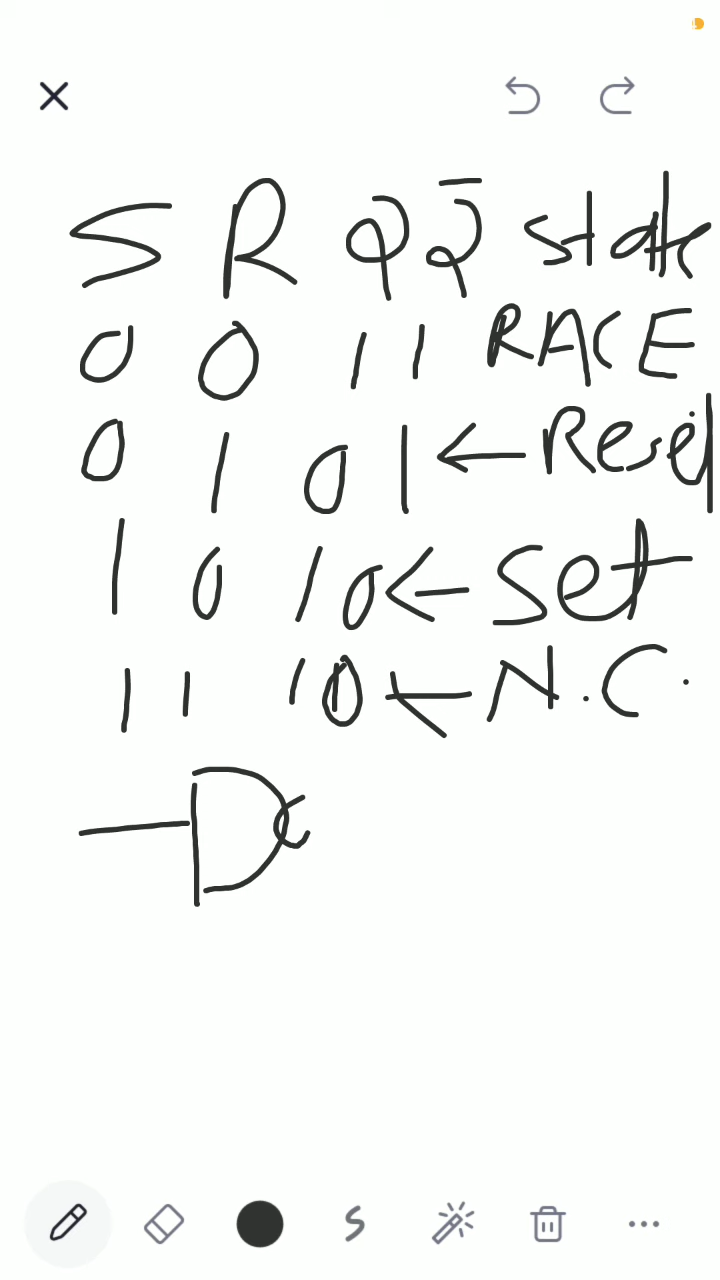 S R Q Q̅ State
0 0 1 1 RACE
0 1 0 1 ← Reset
1 0 1 0 ← Set
1 1 1 0 ← N.C.